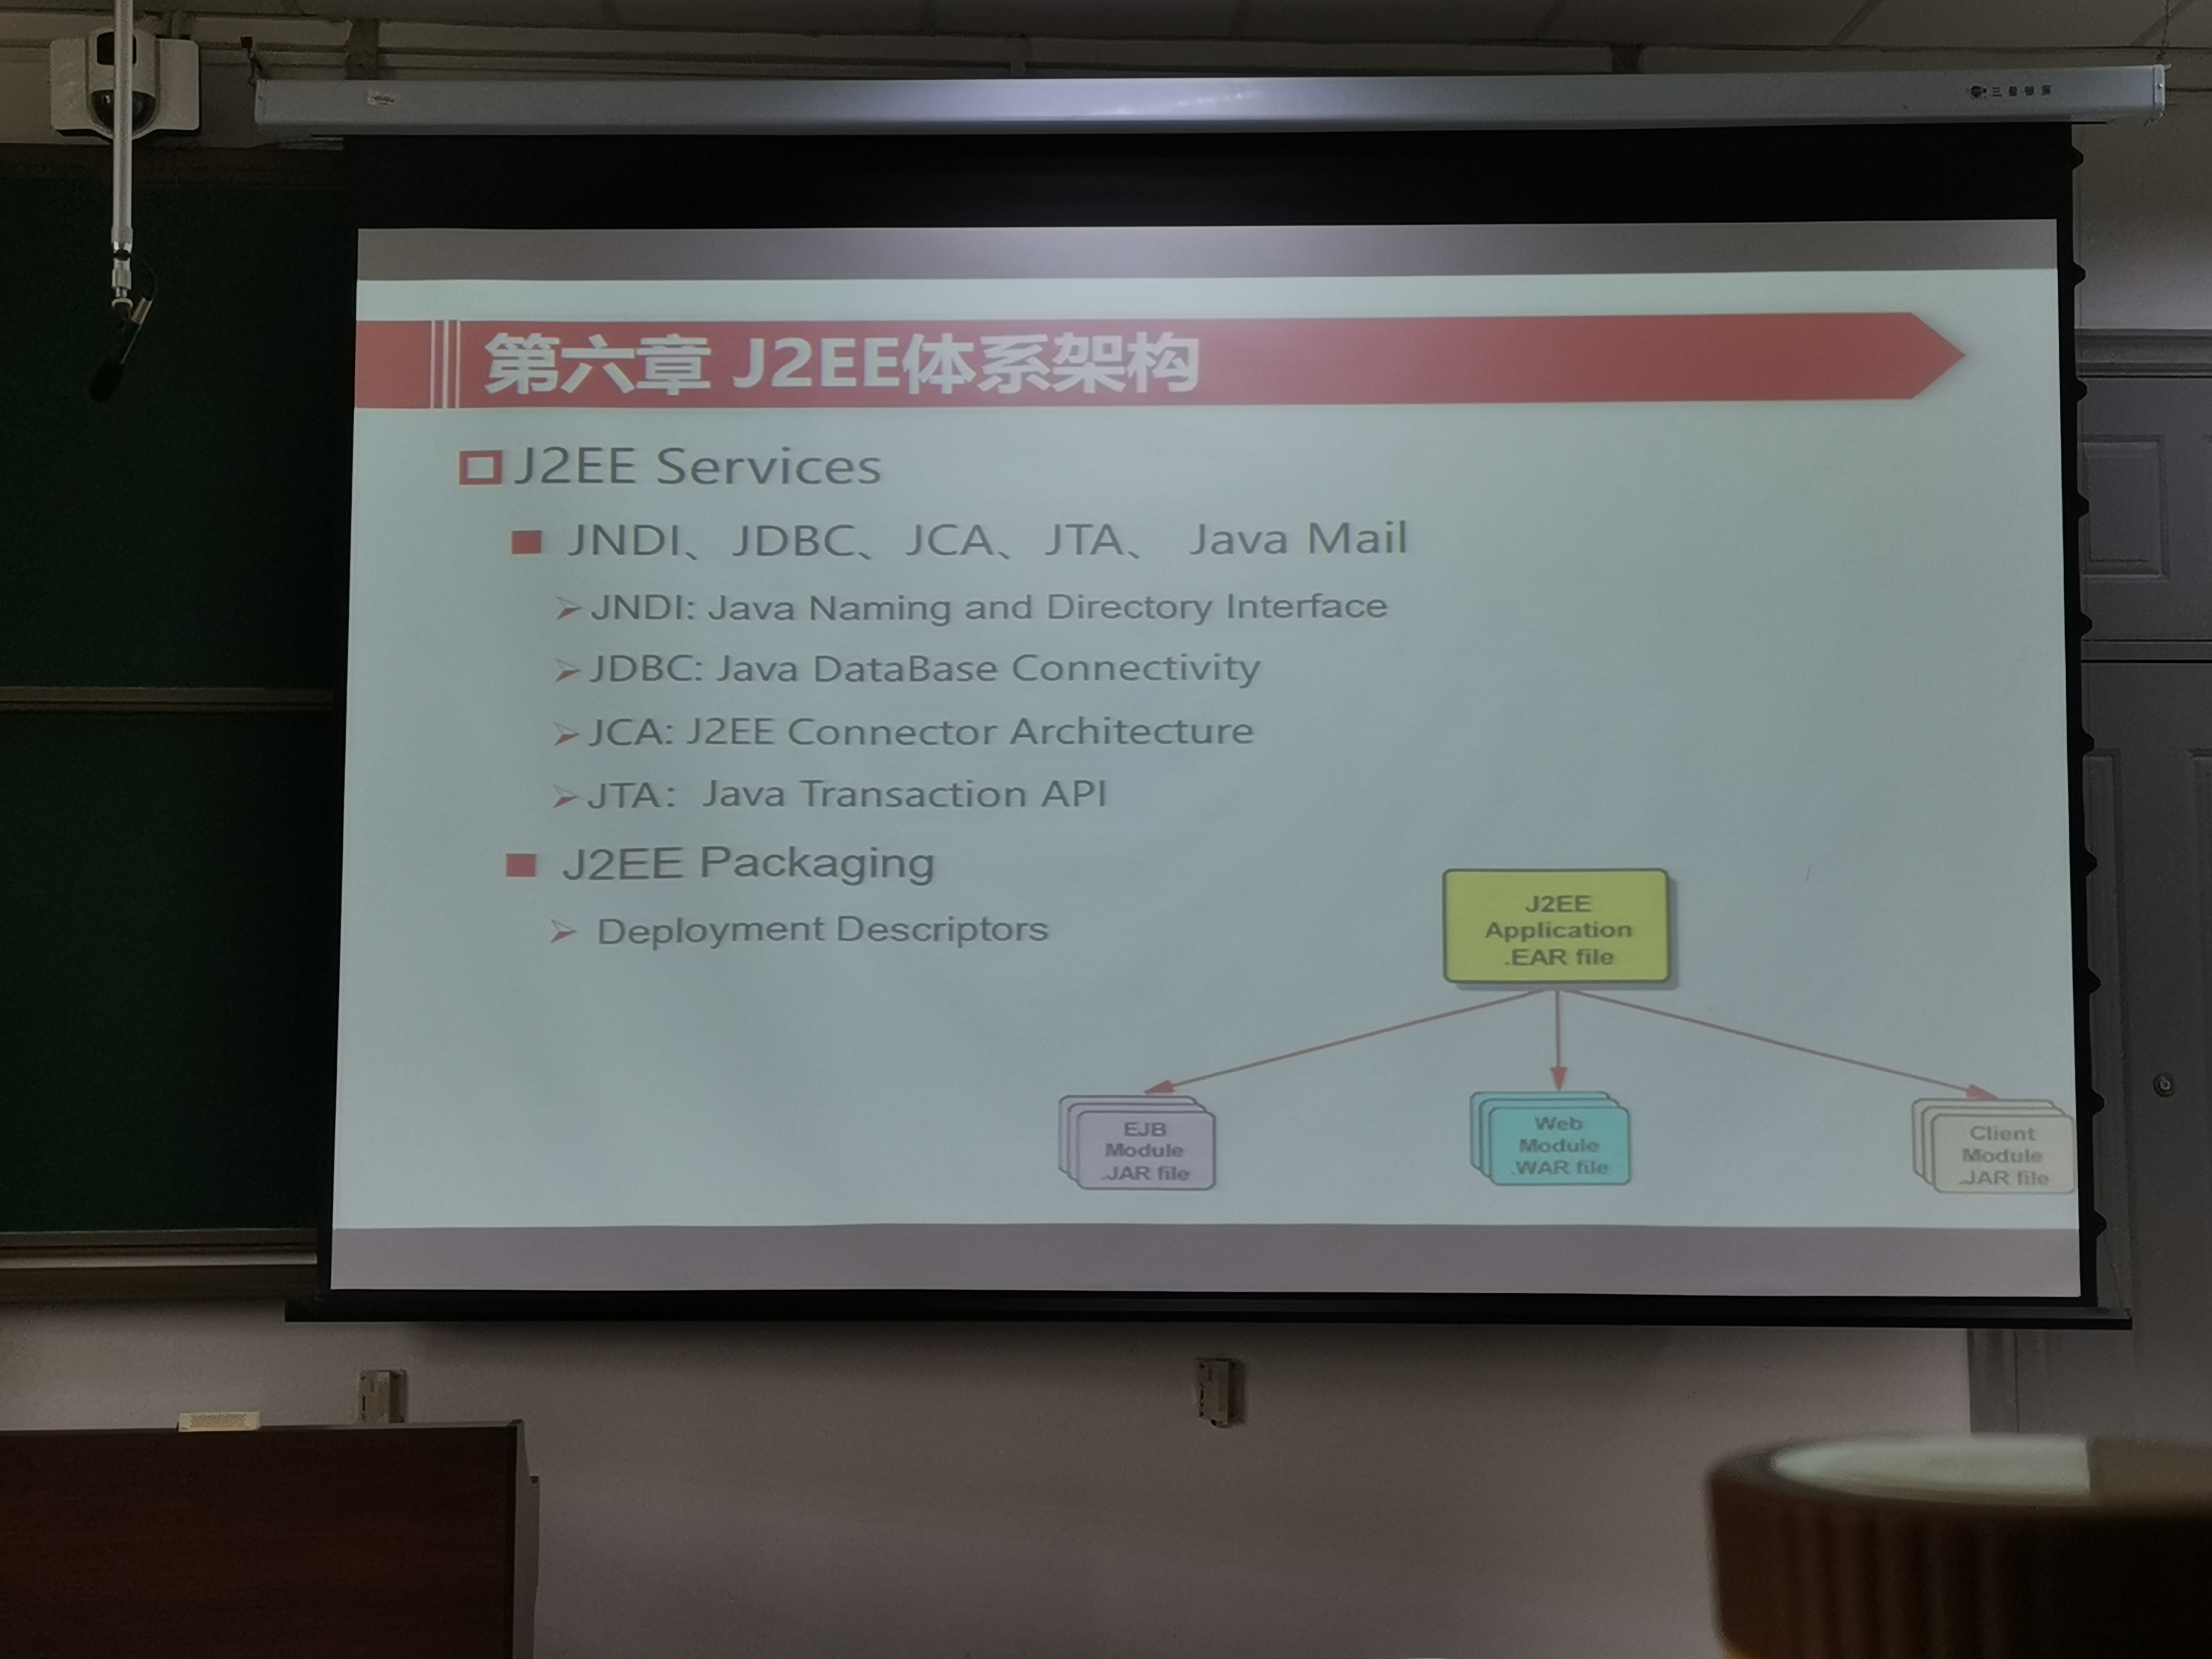 第六章 J2EE体系架构
J2EE Services
JNDI、JDBC、JCA、JTA、 Java Mail
JNDI: Java Naming and Directory Interface
JDBC: Java DataBase Connectivity
JCA: J2EE Connector Architecture
JTA： Java Transaction API
J2EE Packaging
Deployment Descriptors
J2EE
Application
.EAR file
EJB
Module
.JAR file
Web
Module
.WAR file
Client
Module
.JAR file